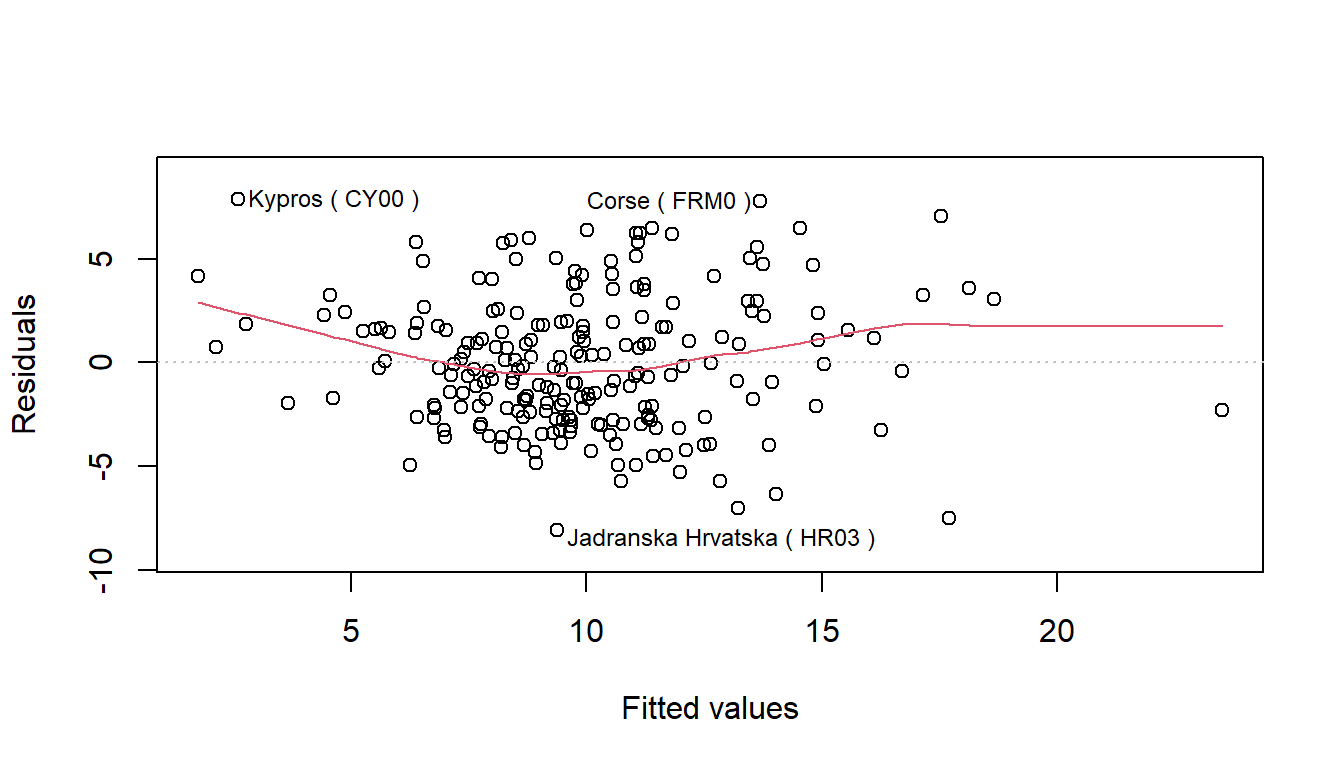 Kypros ( CY00 )
Corse ( FRM0 )
Jadranska Hrvatska ( HR03 )
5
0
-5
-10
Residuals
5
10
15
20
Fitted values